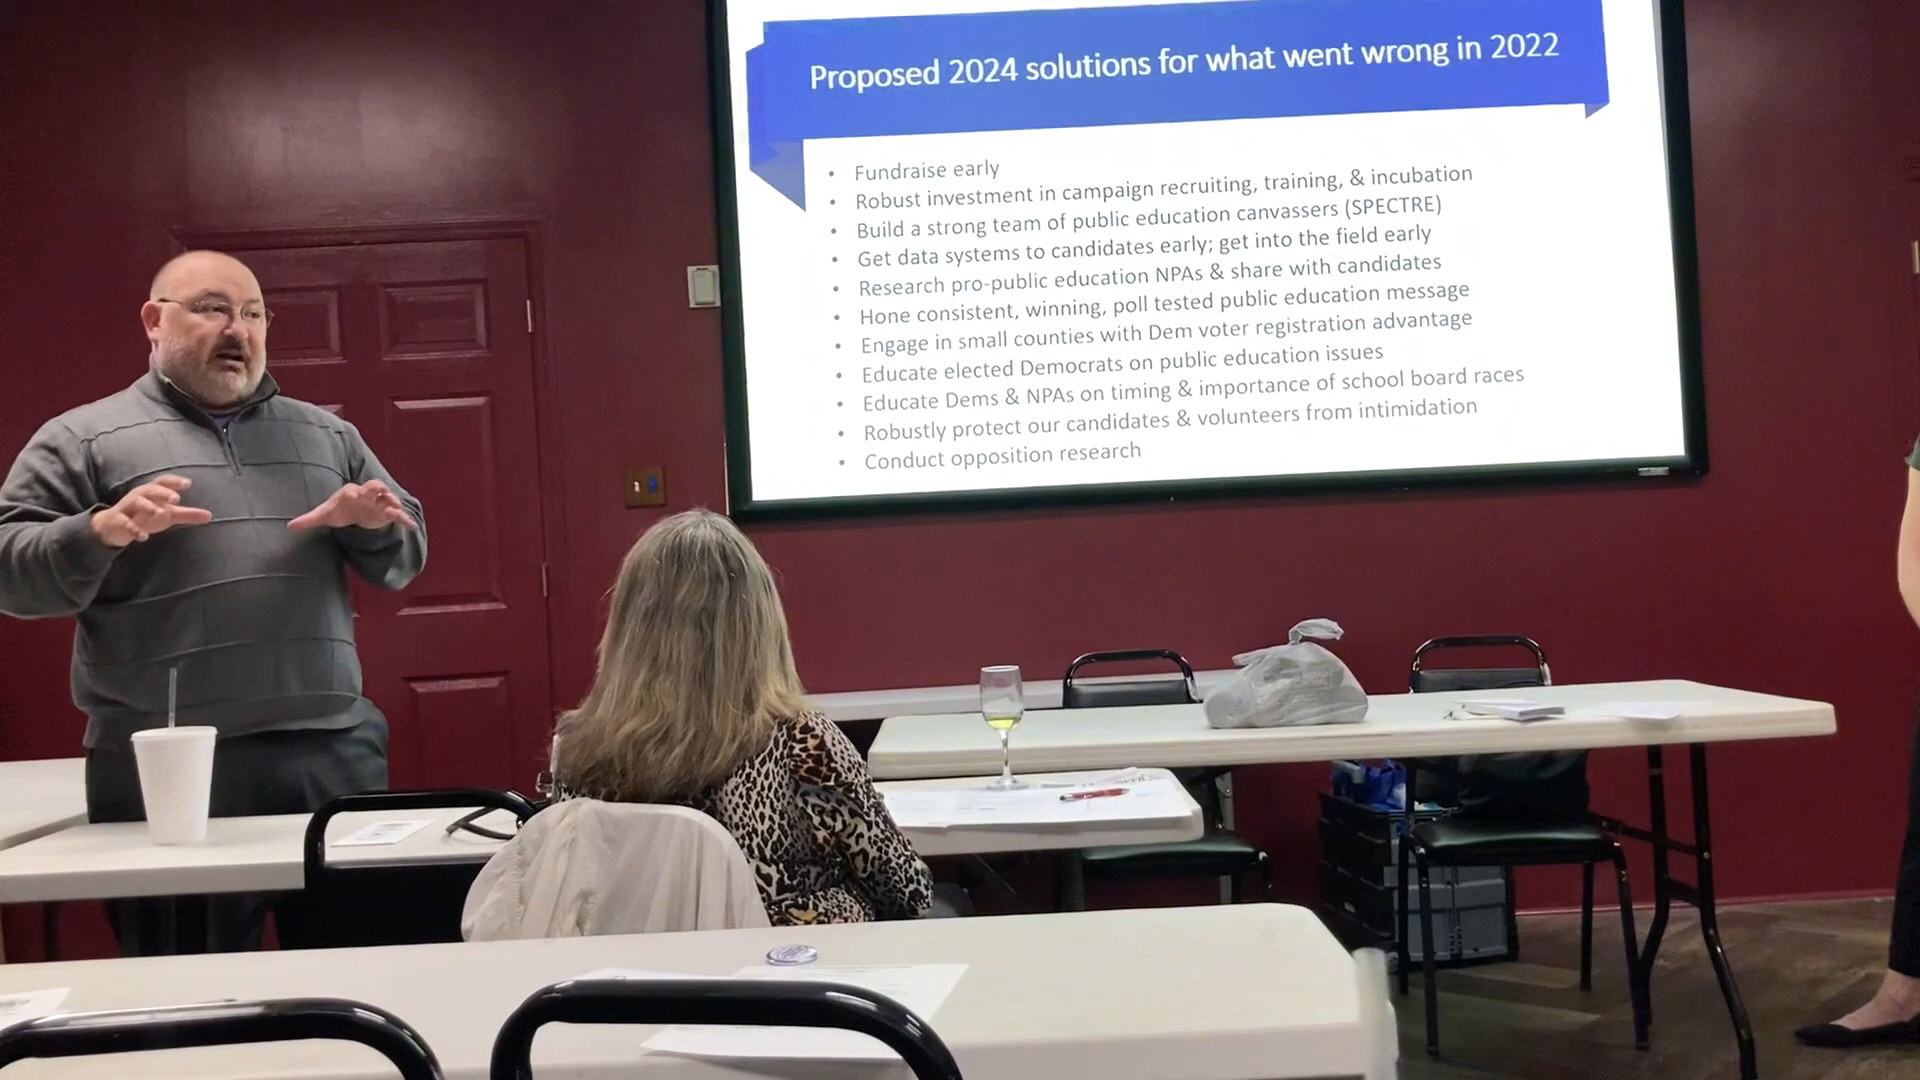 Proposed 2024 solutions for what went wrong in 2022
• Fundraise early
• Robust investment in campaign recruiting, training, & incubation
• Build a strong team of public education canvassers (SPECTRE)
• Get data systems to candidates early; get into the field early
• Research pro-public education NPAs & share with candidates
• Hone consistent, winning, poll tested public education message
• Engage in small counties with Dem voter registration advantage
• Educate elected Democrats on public education issues
• Educate Dems & NPAs on timing & importance of school board races
• Robustly protect our candidates & volunteers from intimidation
• Conduct opposition research